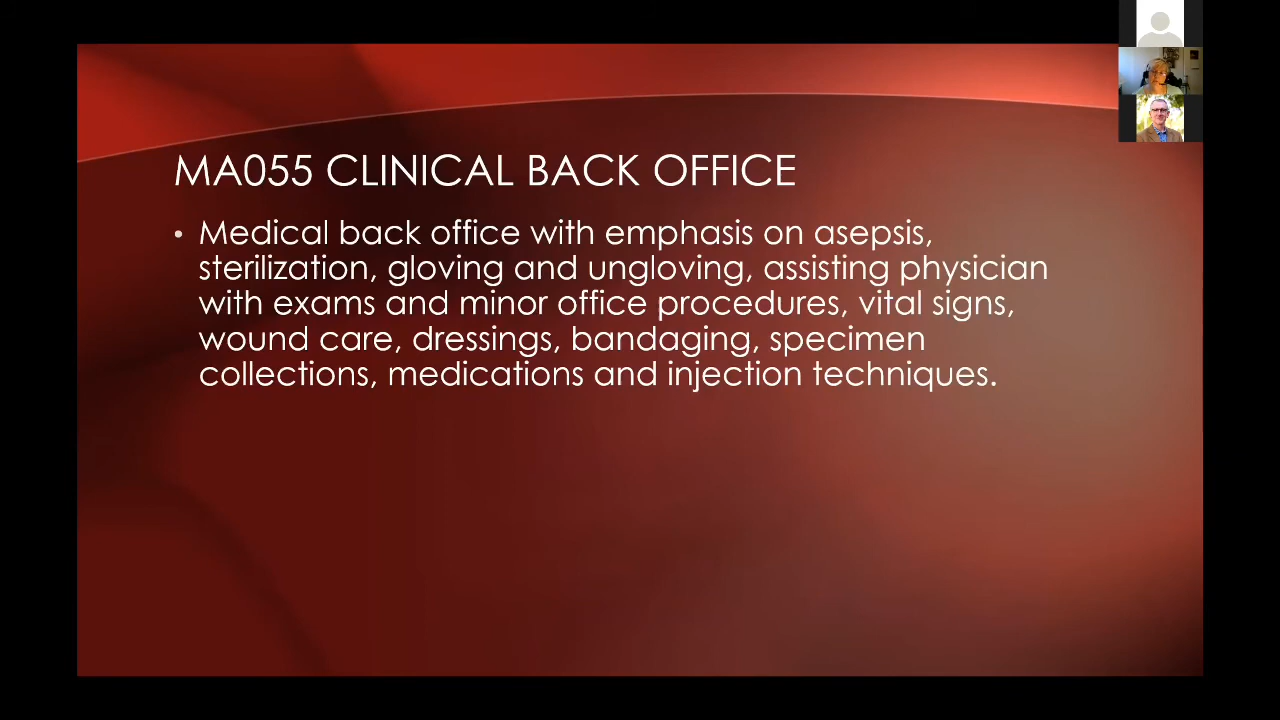 MA055 CLINICAL BACK OFFICE
• Medical back office with emphasis on asepsis,
sterilization, gloving and ungloving, assisting physician
with exams and minor office procedures, vital signs,
wound care, dressings, bandaging, specimen
collections, medications and injection techniques.